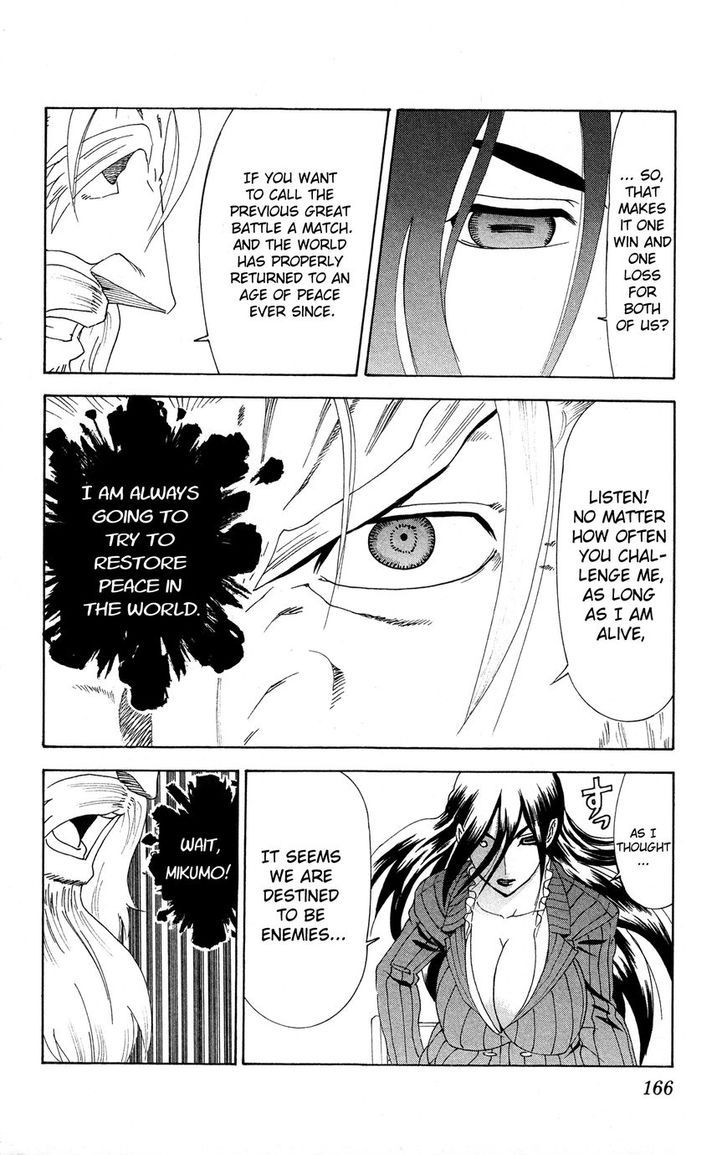 ... SO,
THAT
MAKES
IT ONE
WIN AND
ONE
LOSS
FOR
BOTH
OF US?
IF YOU WANT
TO CALL THE
PREVIOUS GREAT
BATTLE A MATCH.
AND THE WORLD
HAS PROPERLY
RETURNED TO AN
AGE OF PEACE
EVER SINCE.
LISTEN!
NO MATTER
HOW OFTEN
YOU CHAL-
LENGE ME,
AS LONG
AS I AM
ALIVE,
I AM ALWAYS
GOING TO
TRY TO
RESTORE
PEACE IN
THE WORLD.
AS I
THOUGHT
...
すっ
IT SEEMS
WE ARE
DESTINED
TO BE
ENEMIES...
WAIT,
MIKUMO!
166